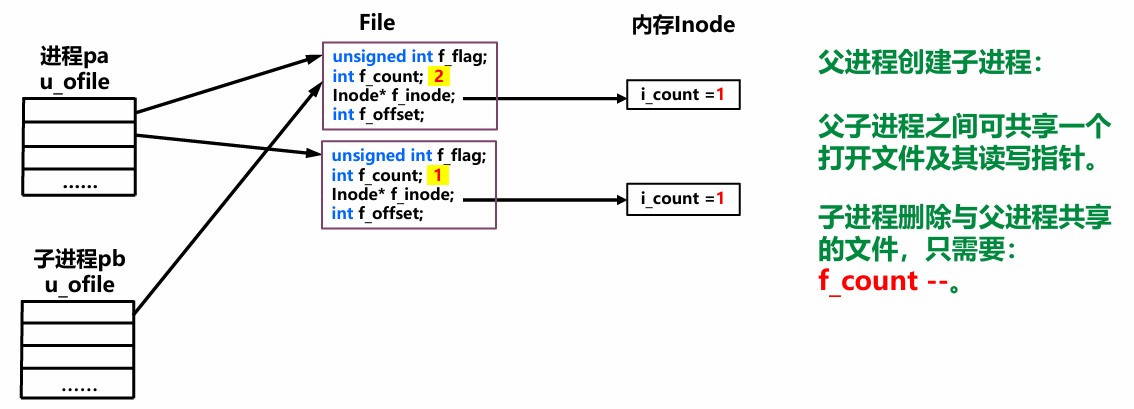 进程pa
u_ofile
……
子进程pb
u_ofile
……
File
unsigned int f_flag;
int f_count; 2
Inode* f_inode;
int f_offset;
unsigned int f_flag;
int f_count; 1
Inode* f_inode;
int f_offset;
内存Inode
i_count =1
i_count =1
父进程创建子进程：
父子进程之间可共享一个
打开文件及其读写指针。
子进程删除与父进程共享
的文件，只需要：
f_count --。